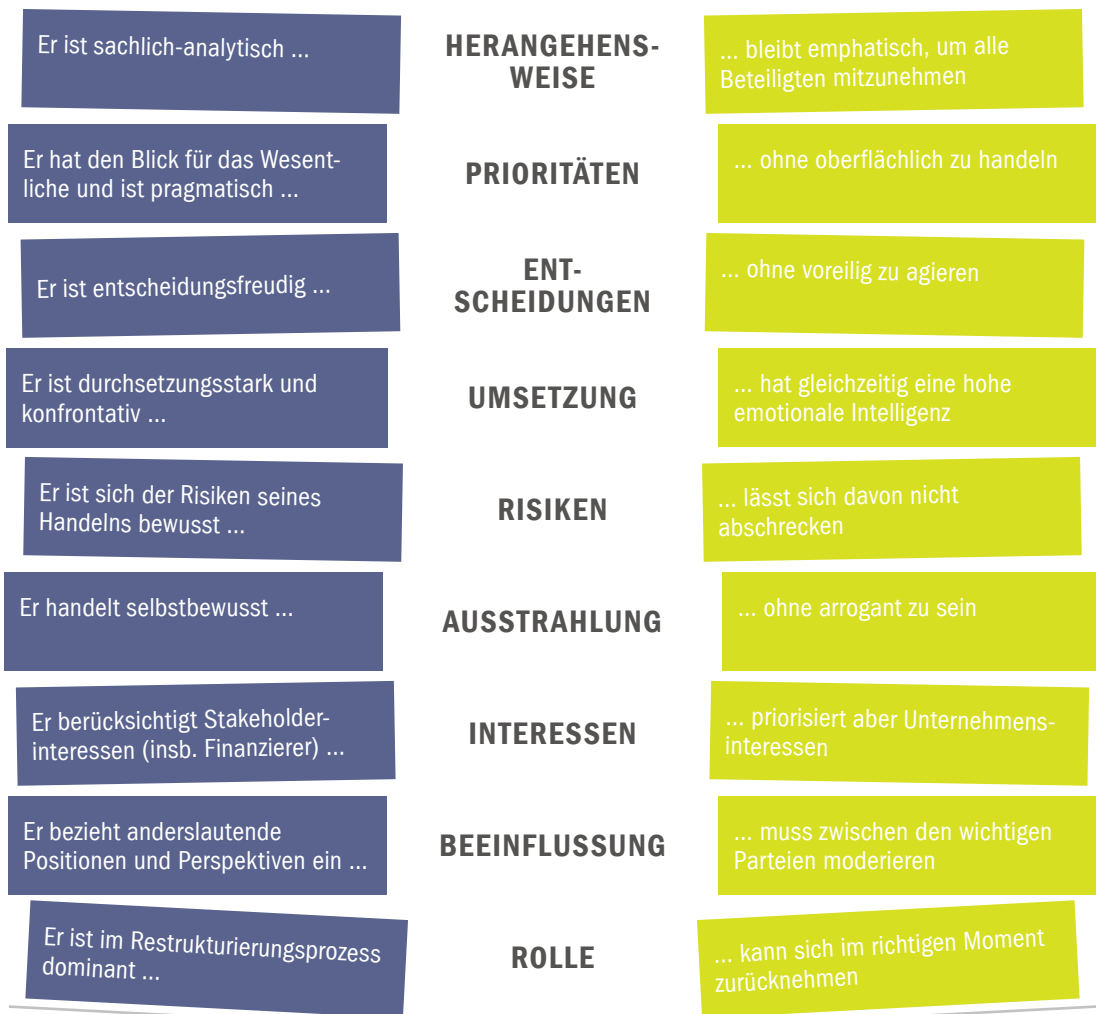 Er ist sachlich-analytisch ...
HERANGEHENS-
WEISE
... bleibt emphatisch, um alle
Beteiligten mitzunehmen
Er hat den Blick für das Wesent-
liche und ist pragmatisch ...
PRIORITÄTEN
... ohne oberflächlich zu handeln
Er ist entscheidungsfreudig ...
ENT-
SCHEIDUNGEN
... ohne voreilig zu agieren
Er ist durchsetzungsstark und
konfrontativ ...
UMSETZUNG
... hat gleichzeitig eine hohe
emotionale Intelligenz
Er ist sich der Risiken seines
Handelns bewusst ...
RISIKEN
... lässt sich davon nicht
abschrecken
Er handelt selbstbewusst ...
AUSSTRAHLUNG
... ohne arrogant zu sein
Er berücksichtigt Stakeholder-
interessen (insb. Finanzierer) ...
INTERESSEN
... priorisiert aber Unternehmens-
interessen
Er bezieht anderslautende
Positionen und Perspektiven ein ...
BEEINFLUSSUNG
... muss zwischen den wichtigen
Parteien moderieren
Er ist im Restrukturierungsprozess
dominant ...
ROLLE
... kann sich im richtigen Moment
zurücknehmen